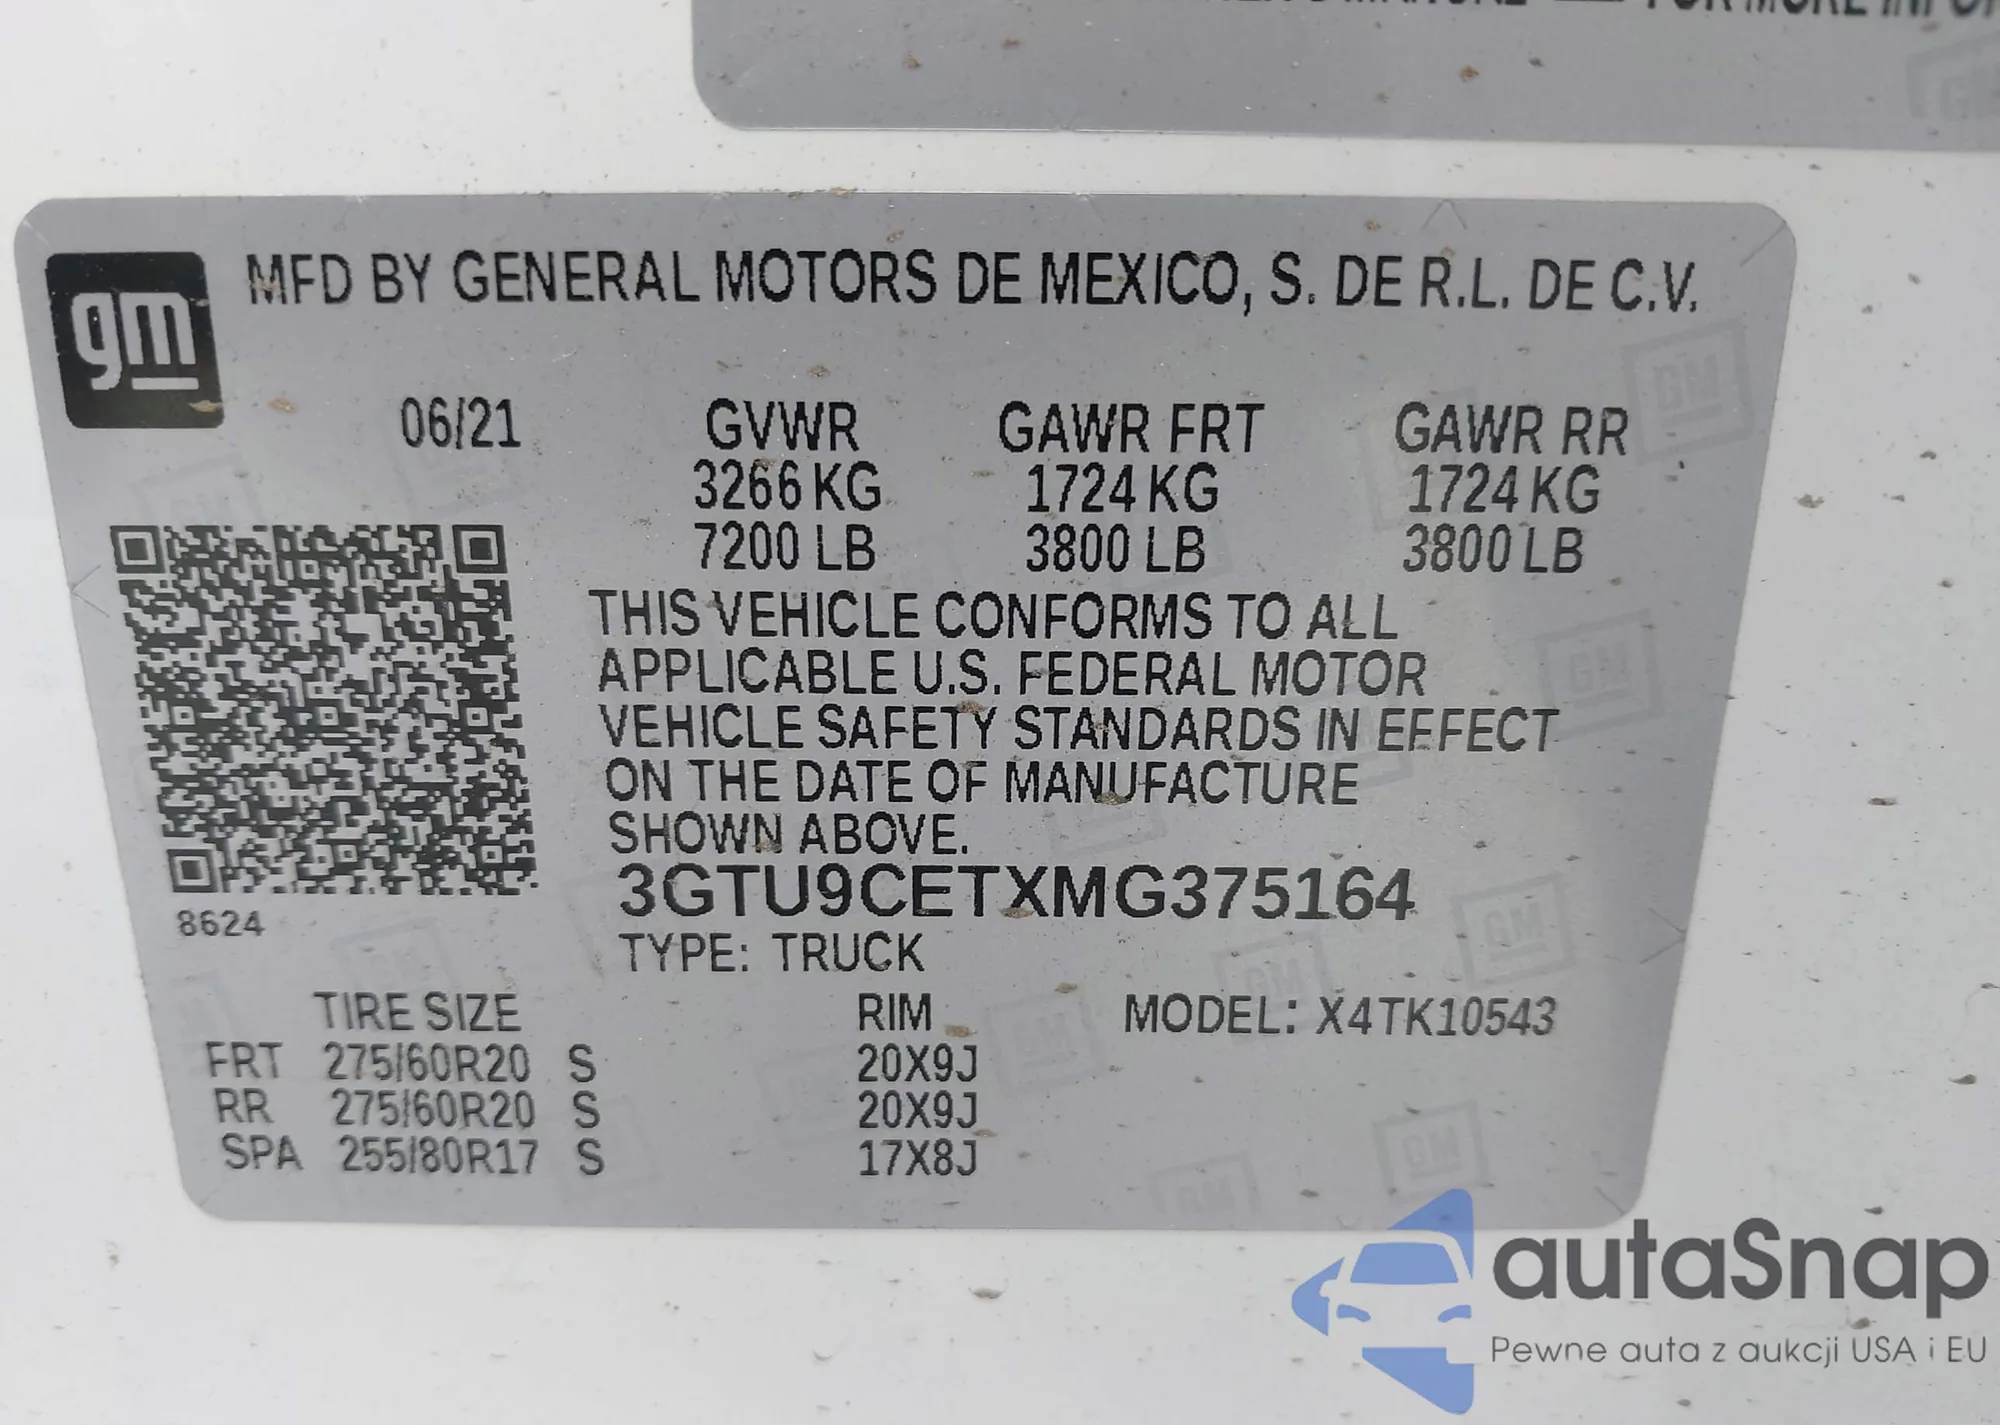 FOR MORE INFOR
gm
MFD BY GENERAL MOTORS DE MEXICO, S. DE R.L. DE C.V.
06/21 GVWR GAWR FRT GAWR RR
3266 KG 1724 KG 1724 KG
7200 LB 3800 LB 3800 LB
THIS VEHICLE CONFORMS TO ALL
APPLICABLE U.S. FEDERAL MOTOR
VEHICLE SAFETY STANDARDS IN EFFECT
ON THE DATE OF MANUFACTURE
SHOWN ABOVE.
3GTU9CETXMG375164
8624
TYPE: TRUCK
TIRE SIZE RIM MODEL: X4TK10543
FRT 275/60R20 S 20X9J
RR 275/60R20 S 20X9J
SPA 255/80R17 S 17X8J
autaSnap
Pewne auta z aukcji USA i EU